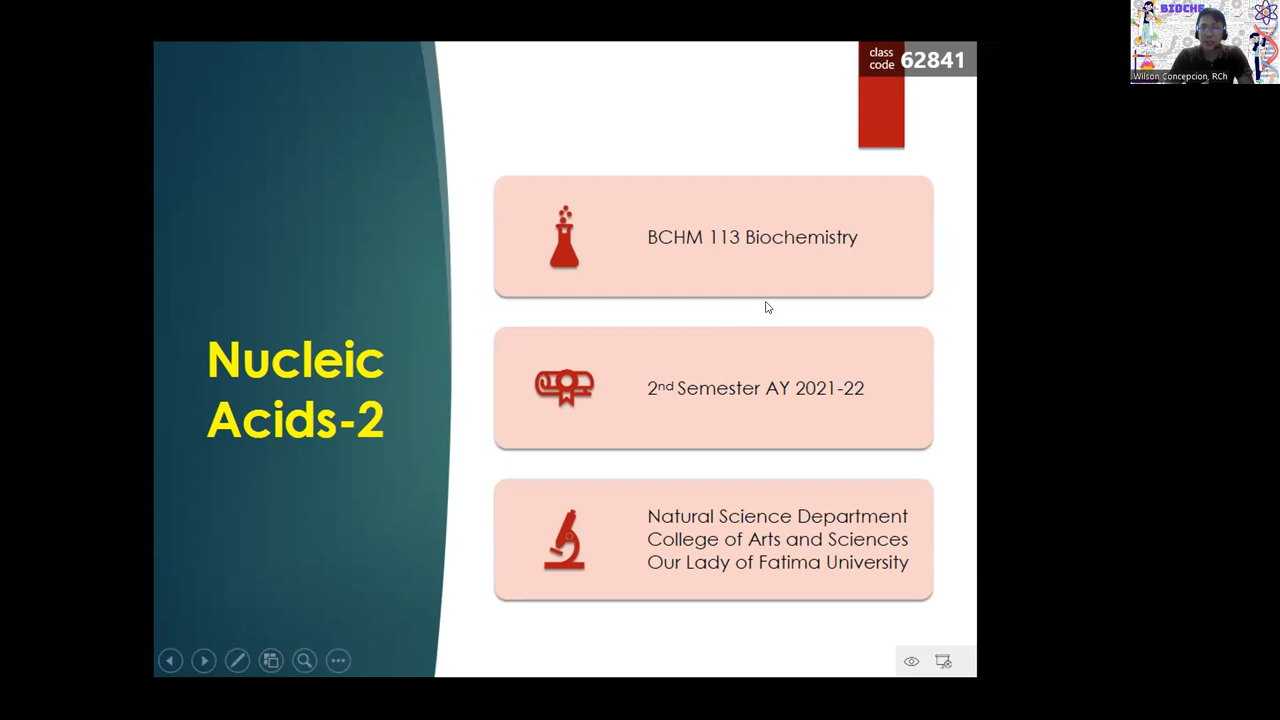 BIOCHE
Wilson Concepcion, RCh
class
code 62841
Nucleic
Acids-2
BCHM 113 Biochemistry
2nd Semester AY 2021-22
Natural Science Department
College of Arts and Sciences
Our Lady of Fatima University